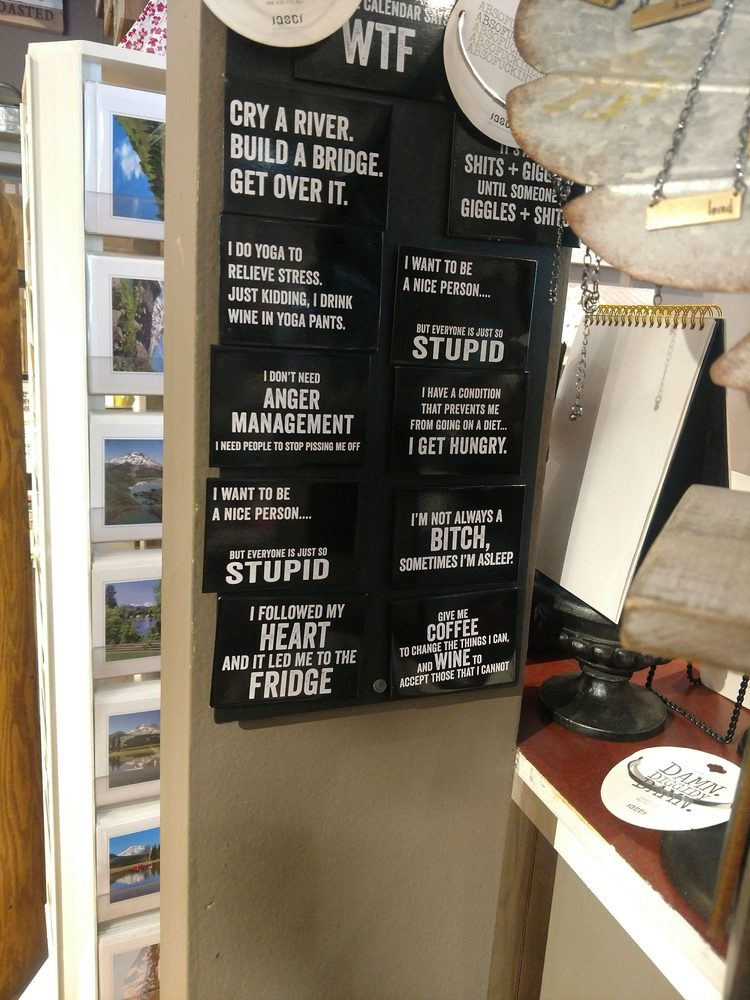 OASTED
CALENDAR SAYS
WTF
ABSOFUCKI
CRY A RIVER.
BUILD A BRIDGE.
GET OVER IT.
SHITS + GIGG
UNTIL SOMEONE
GIGGLES + SHIT
loved
I DO YOGA TO
RELIEVE STRESS.
JUST KIDDING, I DRINK
WINE IN YOGA PANTS.
I WANT TO BE
A NICE PERSON....
BUT EVERYONE IS JUST SO
STUPID
I DON'T NEED
ANGER
MANAGEMENT
I NEED PEOPLE TO STOP PISSING ME OFF
I HAVE A CONDITION
THAT PREVENTS ME
FROM GOING ON A DIET...
I GET HUNGRY.
I WANT TO BE
A NICE PERSON....
BUT EVERYONE IS JUST SO
STUPID
I'M NOT ALWAYS A
BITCH,
SOMETIMES I'M ASLEEP.
I FOLLOWED MY
HEART
AND IT LED ME TO THE
FRIDGE
GIVE ME
COFFEE
TO CHANGE THE THINGS I CAN,
AND WINE TO
ACCEPT THOSE THAT I CANNOT
DAMN.
DIGGIDY
DAMN.